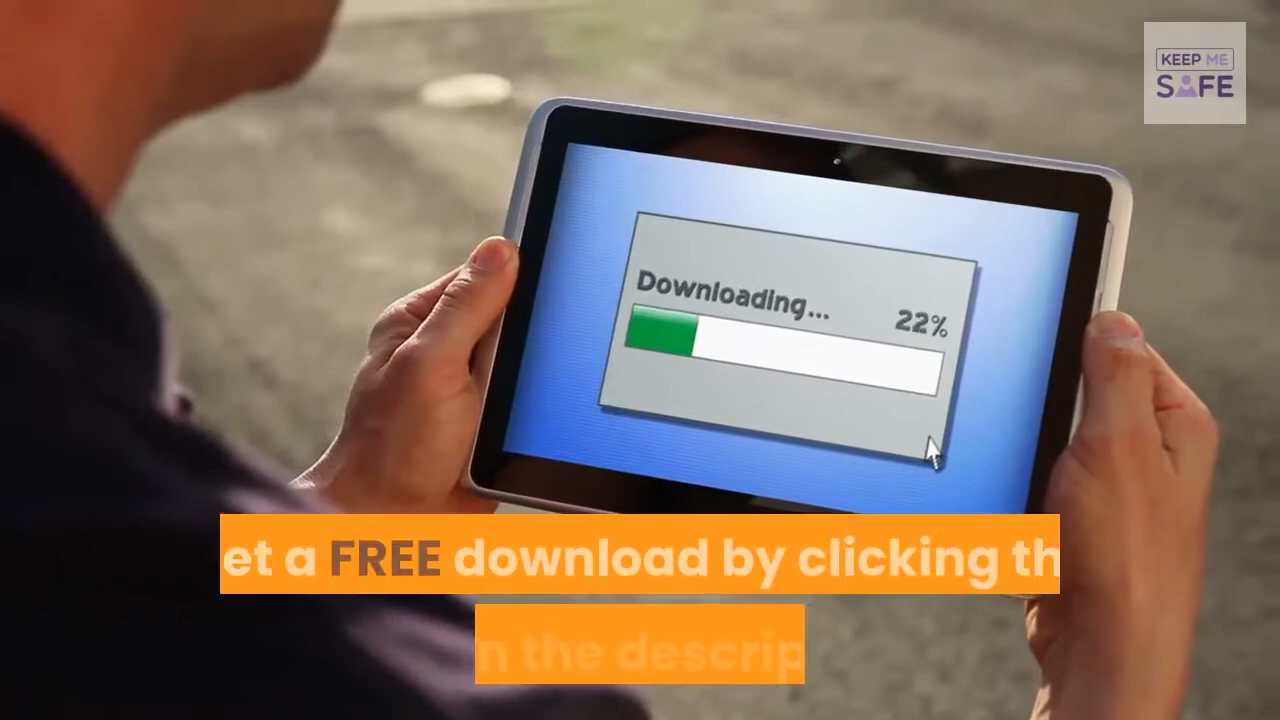 KEEP ME
SAFE
Downloading...
22%
et a FREE download by clicking th
n the descrip